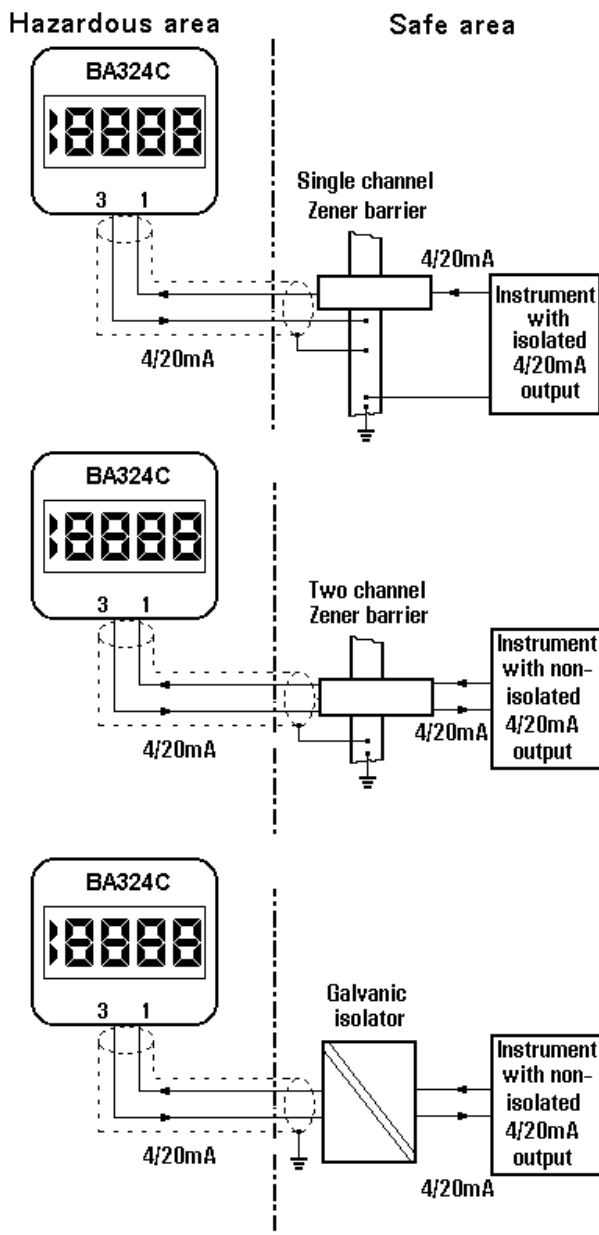 Hazardous area
Safe area
BA324C
3 1
Single channel
Zener barrier
4/20mA
4/20mA
Instrument
with
isolated
4/20mA
output
BA324C
3 1
Two channel
Zener barrier
4/20mA
4/20mA
Instrument
with non-
isolated
4/20mA
output
BA324C
3 1
Galvanic
isolator
4/20mA
4/20mA
Instrument
with non-
isolated
4/20mA
output